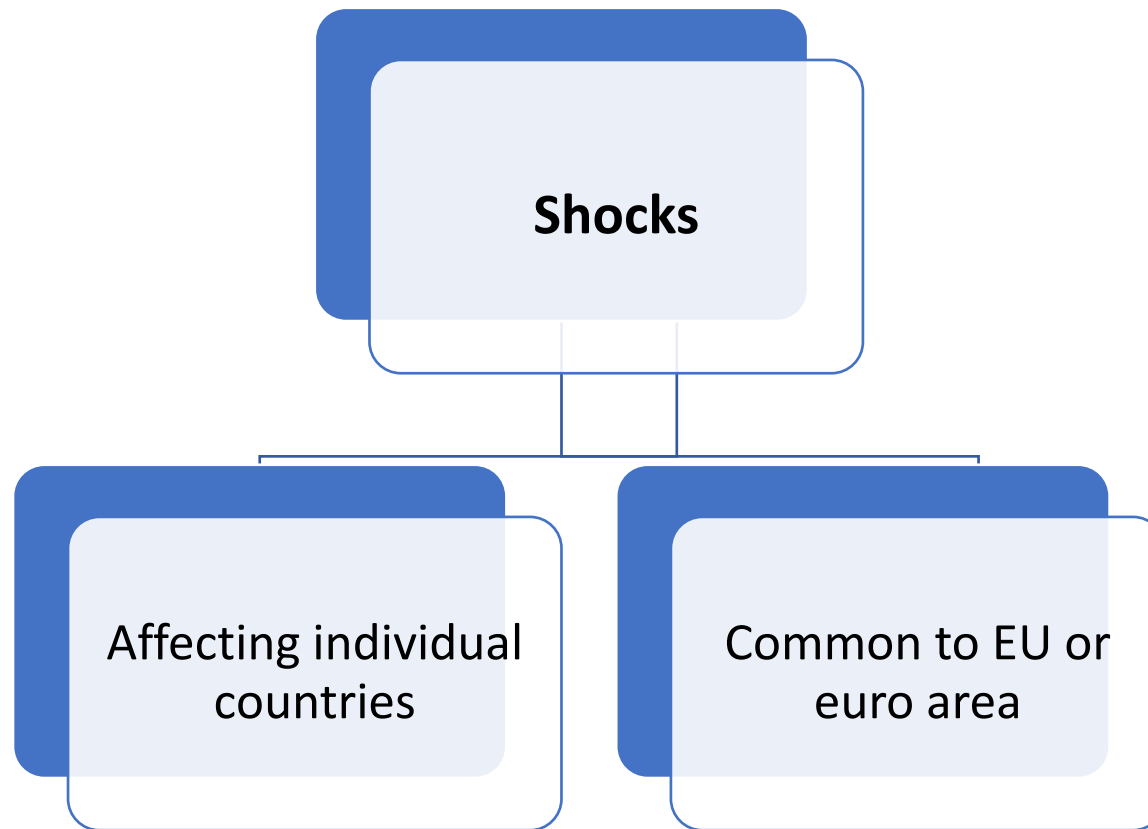 Shocks
Affecting individual
countries
Common to EU or
euro area